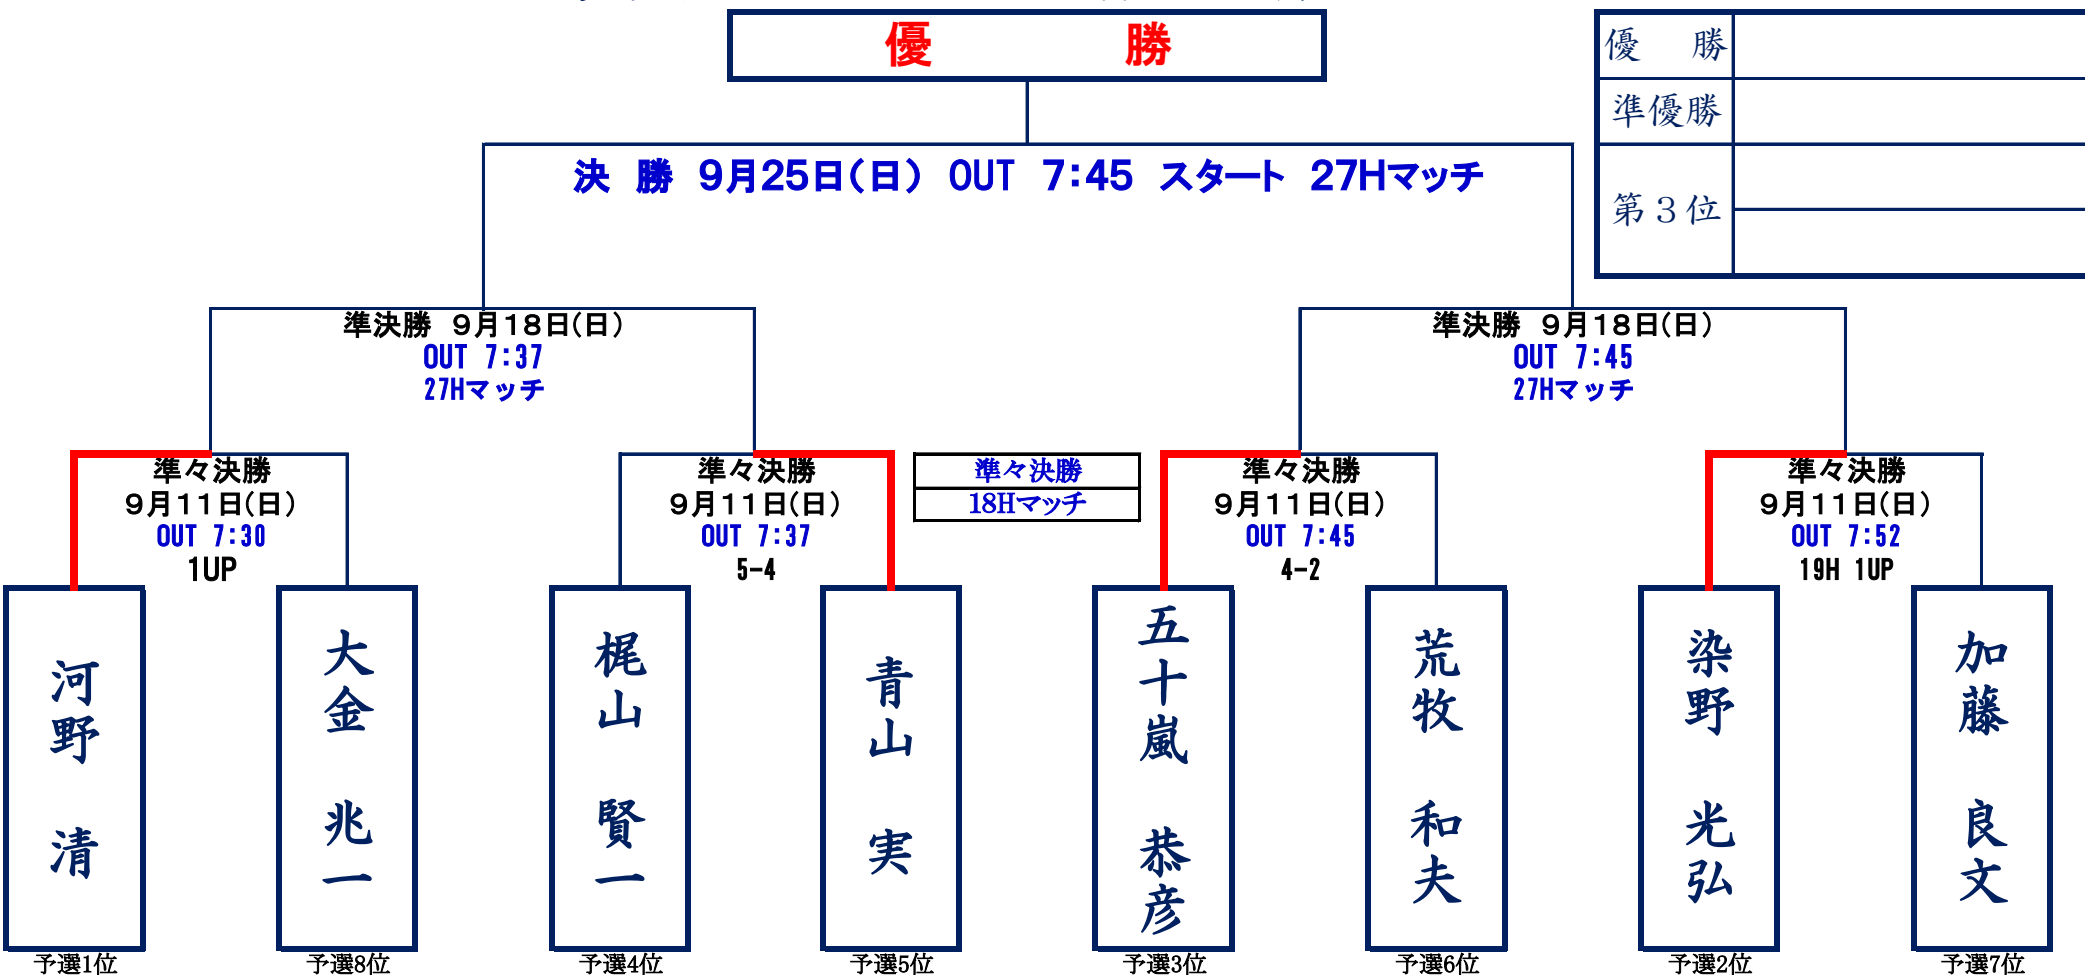 優 勝
優 勝
準優勝
第3位
決 勝 9月25日(日) OUT 7:45 スタート 27Hマッチ
準決勝 9月18日(日)
OUT 7:37
27Hマッチ
準決勝 9月18日(日)
OUT 7:45
27Hマッチ
準々決勝
9月11日(日)
OUT 7:30
1UP
準々決勝
9月11日(日)
OUT 7:37
5-4
準々決勝
18Hマッチ
準々決勝
9月11日(日)
OUT 7:45
4-2
準々決勝
9月11日(日)
OUT 7:52
19H 1UP
河野 清
大金 兆一
梶山 賢一
青山 実
五十嵐 恭彦
荒牧 和夫
染野 光弘
加藤 良文
予選1位
予選8位
予選4位
予選5位
予選3位
予選6位
予選2位
予選7位